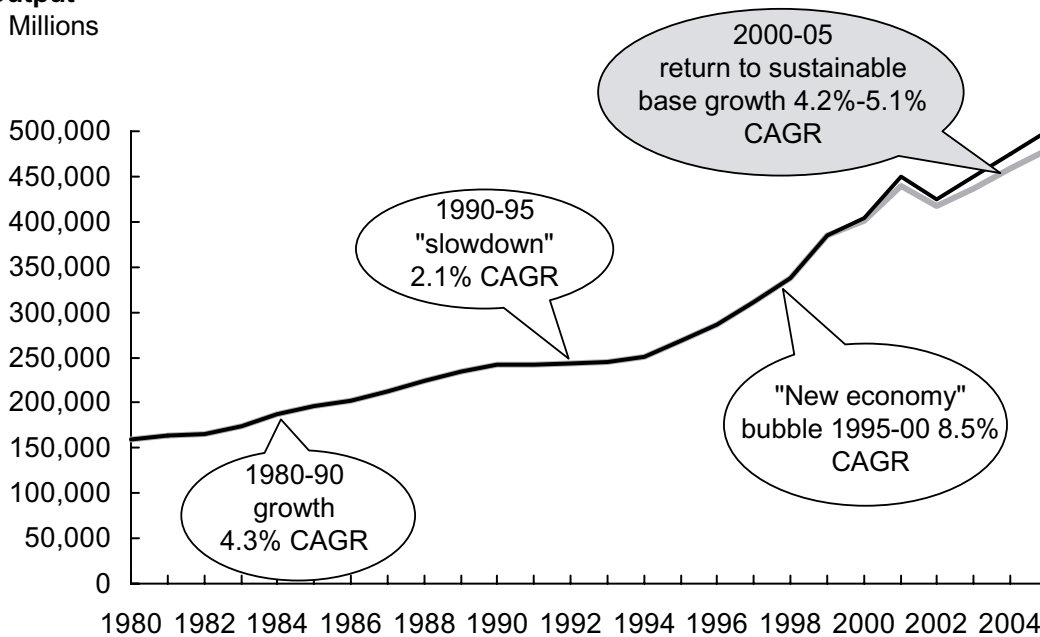 Millions
2000-05
return to sustainable
base growth 4.2%-5.1%
CAGR
500,000
450,000
400,000
350,000
300,000
250,000
200,000
150,000
100,000
50,000
0
1990-95
"slowdown"
2.1% CAGR
"New economy"
bubble 1995-00 8.5%
CAGR
1980-90
growth
4.3% CAGR
1980 1982 1984 1986 1988 1990 1992 1994 1996 1998 2000 2002 2004